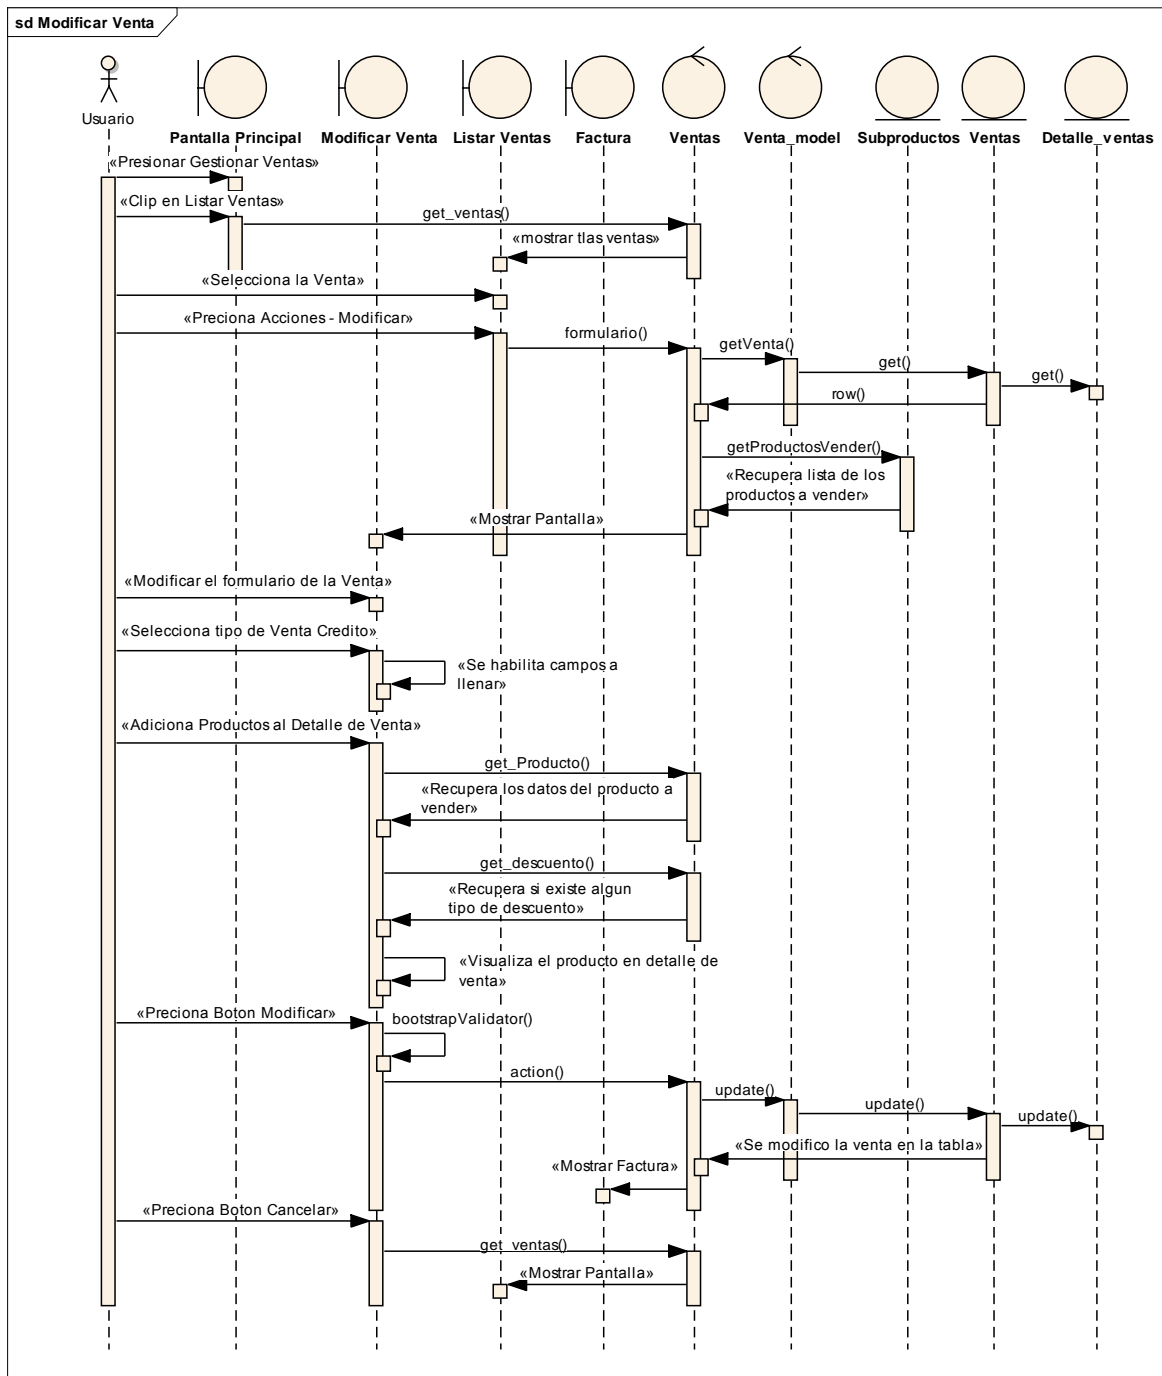 sd Modificar Venta
Usuario
Pantalla Principal
Modificar Venta
Listar Ventas
Factura
Ventas
Venta_model
Subproductos
Ventas
Detalle_ventas
«Presionar Gestionar Ventas»
«Clip en Listar Ventas»
get_ventas()
«mostrar tlas ventas»
«Selecciona la Venta»
«Preciona Acciones - Modificar»
formulario()
getVenta()
get()
get()
row()
getProductosVender()
«Recupera lista de los
productos a vender»
«Mostrar Pantalla»
«Modificar el formulario de la Venta»
«Selecciona tipo de Venta Credito»
«Se habilita campos a
llenar»
«Adiciona Productos al Detalle de Venta»
get_Producto()
«Recupera los datos del producto a
vender»
get_descuento()
«Recupera si existe algun
tipo de descuento»
«Visualiza el producto en detalle de
venta»
«Preciona Boton Modificar»
bootstrapValidator()
action()
update()
update()
update()
«Se modifico la venta en la tabla»
«Mostrar Factura»
«Preciona Boton Cancelar»
get_ventas()
«Mostrar Pantalla»